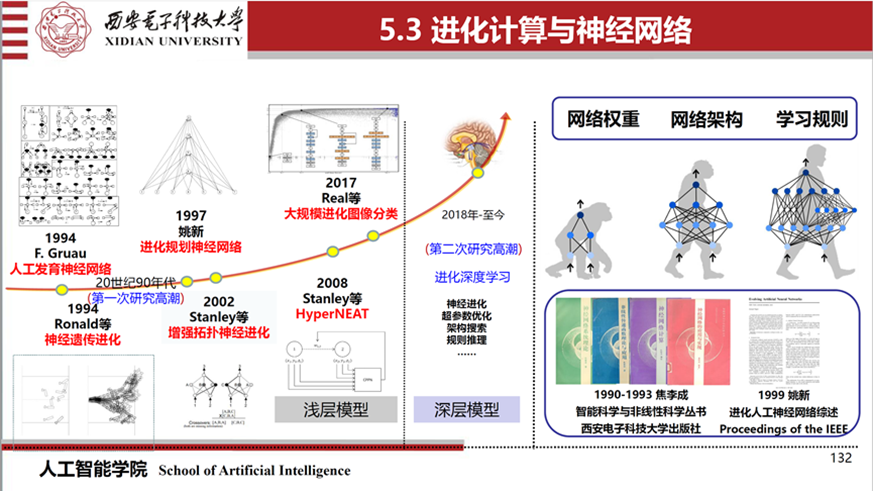 西安电子科技大学
XIDIAN UNIVERSITY
5.3 进化计算与神经网络
1994
F. Gruau
人工发育神经网络
1997
姚新
进化规划神经网络
2017
Real等
大规模进化图像分类
2018年-至今
(第二次研究高潮)
进化深度学习
神经进化
超参数优化
架构搜索
规则推理
……
20世纪90年代
(第一次研究高潮)
1994
Ronald等
神经遗传进化
2002
Stanley等
增强拓扑神经进化
2008
Stanley等
HyperNEAT
浅层模型
深层模型
网络权重 网络架构 学习规则
Evolving Artificial Neural Networks
1990-1993 焦李成
智能科学与非线性科学丛书
西安电子科技大学出版社
1999 姚新
进化人工神经网络综述
Proceedings of the IEEE
人工智能学院 School of Artificial Intelligence
132